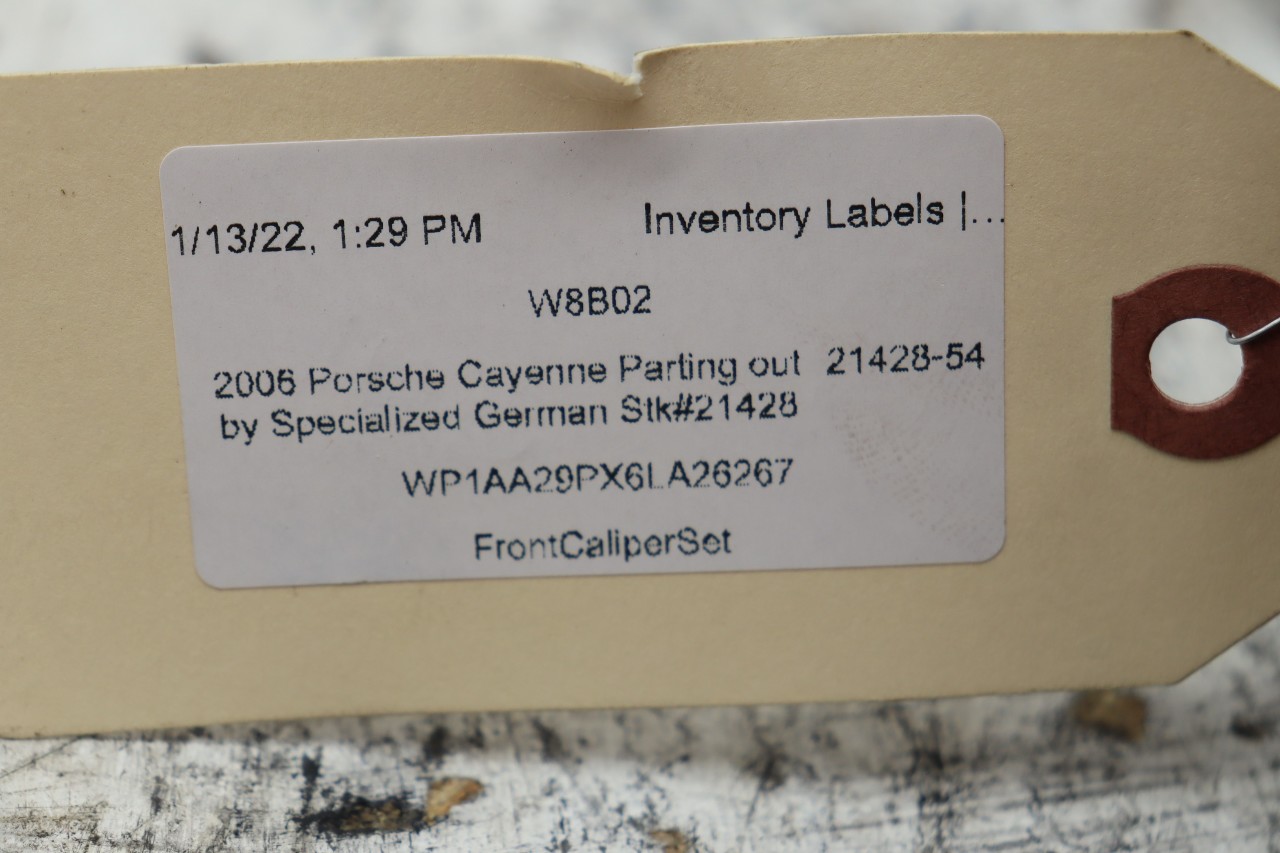 1/13/22, 1:29 PM Inventory Labels |...
W8B02
2006 Porsche Cayenne Parting out 21428-54
by Specialized German Stk#21428
WP1AA29PX6LA26267
FrontCaliperSet